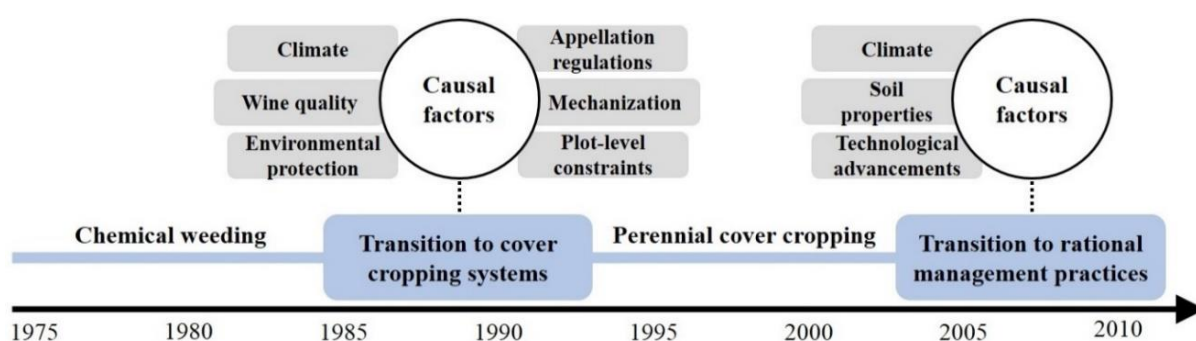 Climate
Wine quality
Environmental
protection
Causal
factors
Appellation
regulations
Mechanization
Plot-level
constraints
Climate
Soil
properties
Technological
advancements
Causal
factors
Chemical weeding
Transition to cover
cropping systems
Perennial cover cropping
Transition to rational
management practices
1975 1980 1985 1990 1995 2000 2005 2010